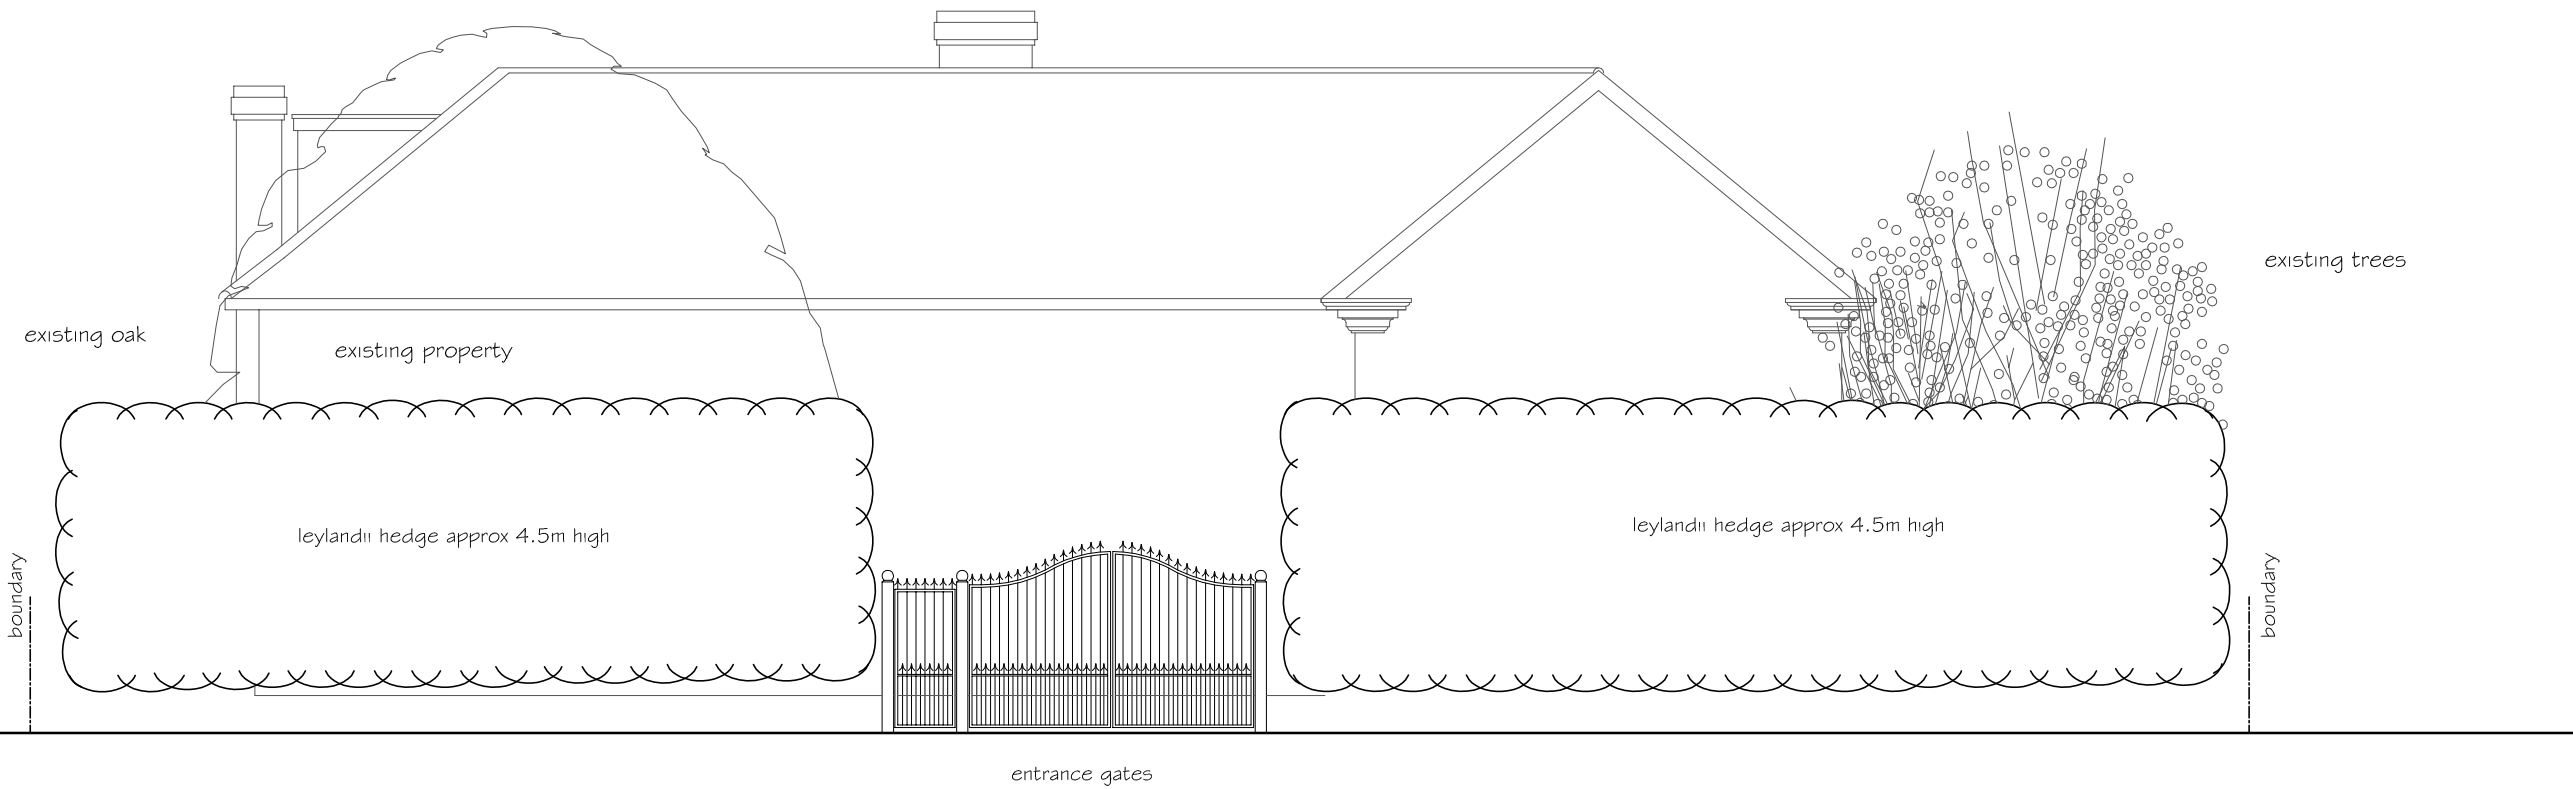 existing trees
existing oak
existing property
leylandii hedge approx 4.5m high
leylandii hedge approx 4.5m high
boundary
boundary
entrance gates